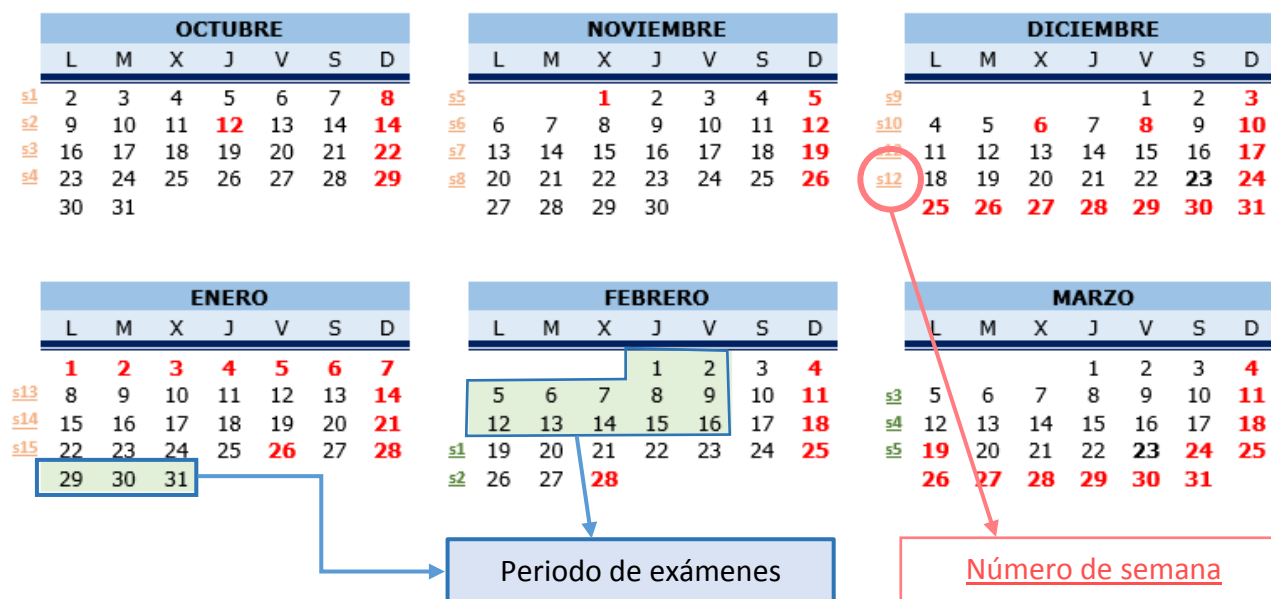 OCTUBRE
L M X J V S D
s1 2 3 4 5 6 7 8
s2 9 10 11 12 13 14 14
s3 16 17 18 19 20 21 22
s4 23 24 25 26 27 28 29
30 31
NOVIEMBRE
L M X J V S D
s5 1 2 3 4 5
s6 6 7 8 9 10 11 12
s7 13 14 15 16 17 18 19
s8 20 21 22 23 24 25 26
27 28 29 30
DICIEMBRE
L M X J V S D
s9 1 2 3
s10 4 5 6 7 8 9 10
11 12 13 14 15 16 17
s12 18 19 20 21 22 23 24
25 26 27 28 29 30 31
ENERO
L M X J V S D
1 2 3 4 5 6 7
s13 8 9 10 11 12 13 14
s14 15 16 17 18 19 20 21
s15 22 23 24 25 26 27 28
29 30 31
FEBRERO
L M X J V S D
1 2 3 4
5 6 7 8 9 10 11
12 13 14 15 16 17 18
s1 19 20 21 22 23 24 25
s2 26 27 28
MARZO
L M X J V S D
1 2 3 4
s3 5 6 7 8 9 10 11
s4 12 13 14 15 16 17 18
s5 19 20 21 22 23 24 25
26 27 28 29 30 31
Periodo de exámenes
Número de semana